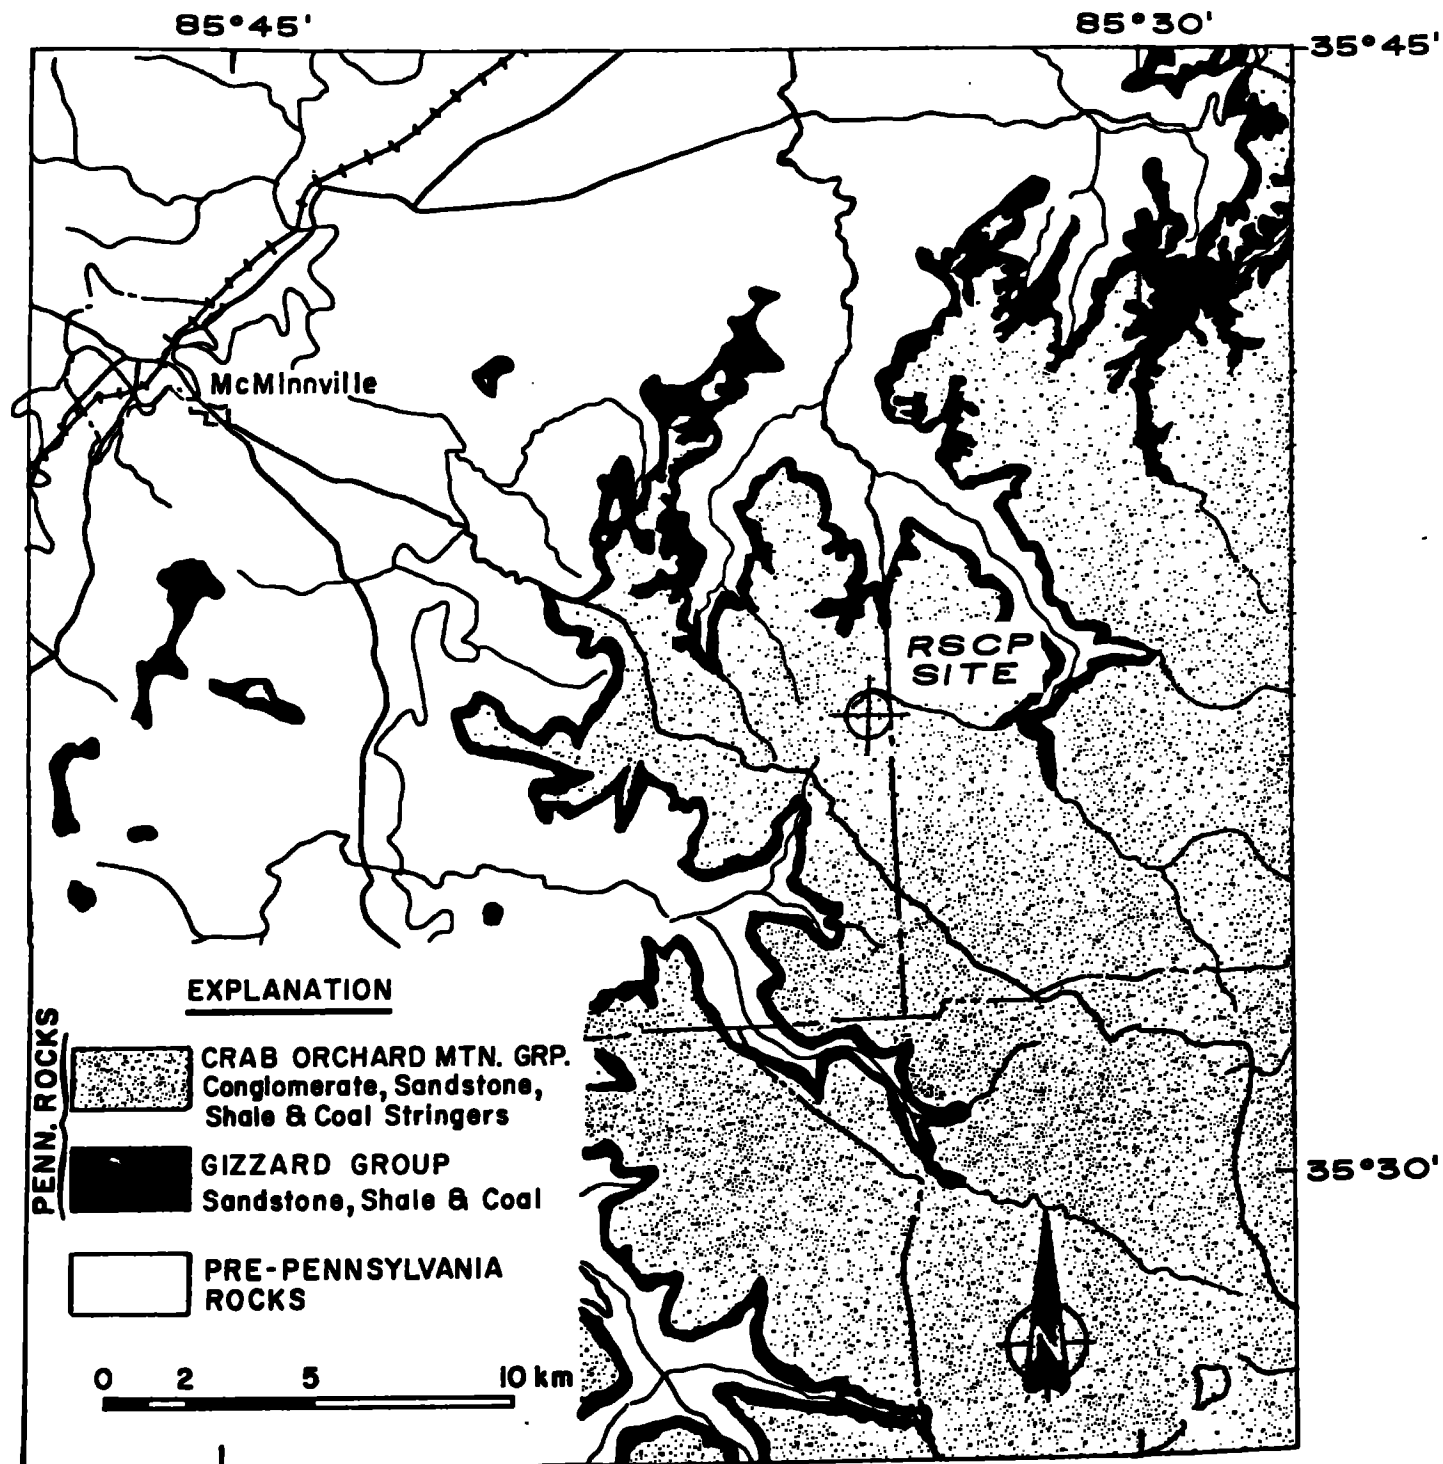 85°45'
85°30'
35°45'
McMinnville
RSCP
SITE
EXPLANATION
PENN. ROCKS
CRAB ORCHARD MTN. GRP.
Conglomerate, Sandstone,
Shale & Coal Stringers
GIZZARD GROUP
Sandstone, Shale & Coal
35°30'
PRE-PENNSYLVANIA
ROCKS
0 2 5 10 km
N